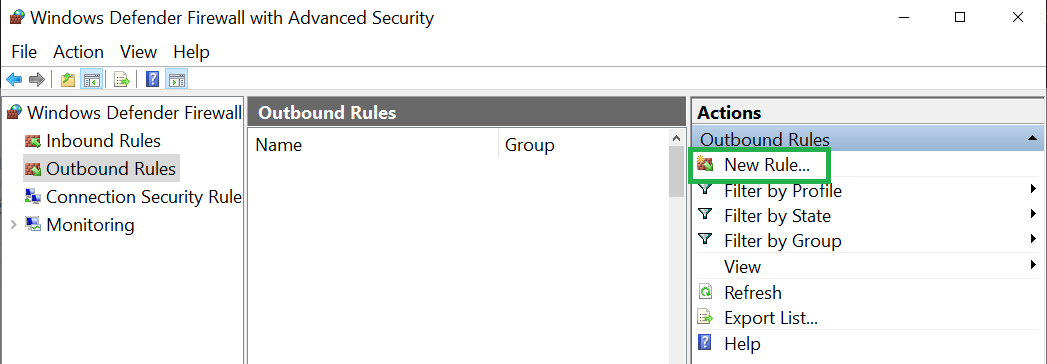 Windows Defender Firewall with Advanced Security
File Action View Help
Windows Defender Firewall
Inbound Rules
Outbound Rules
Connection Security Rule
Monitoring
Outbound Rules
Name Group
Actions
Outbound Rules
New Rule...
Filter by Profile
Filter by State
Filter by Group
View
Refresh
Export List...
Help